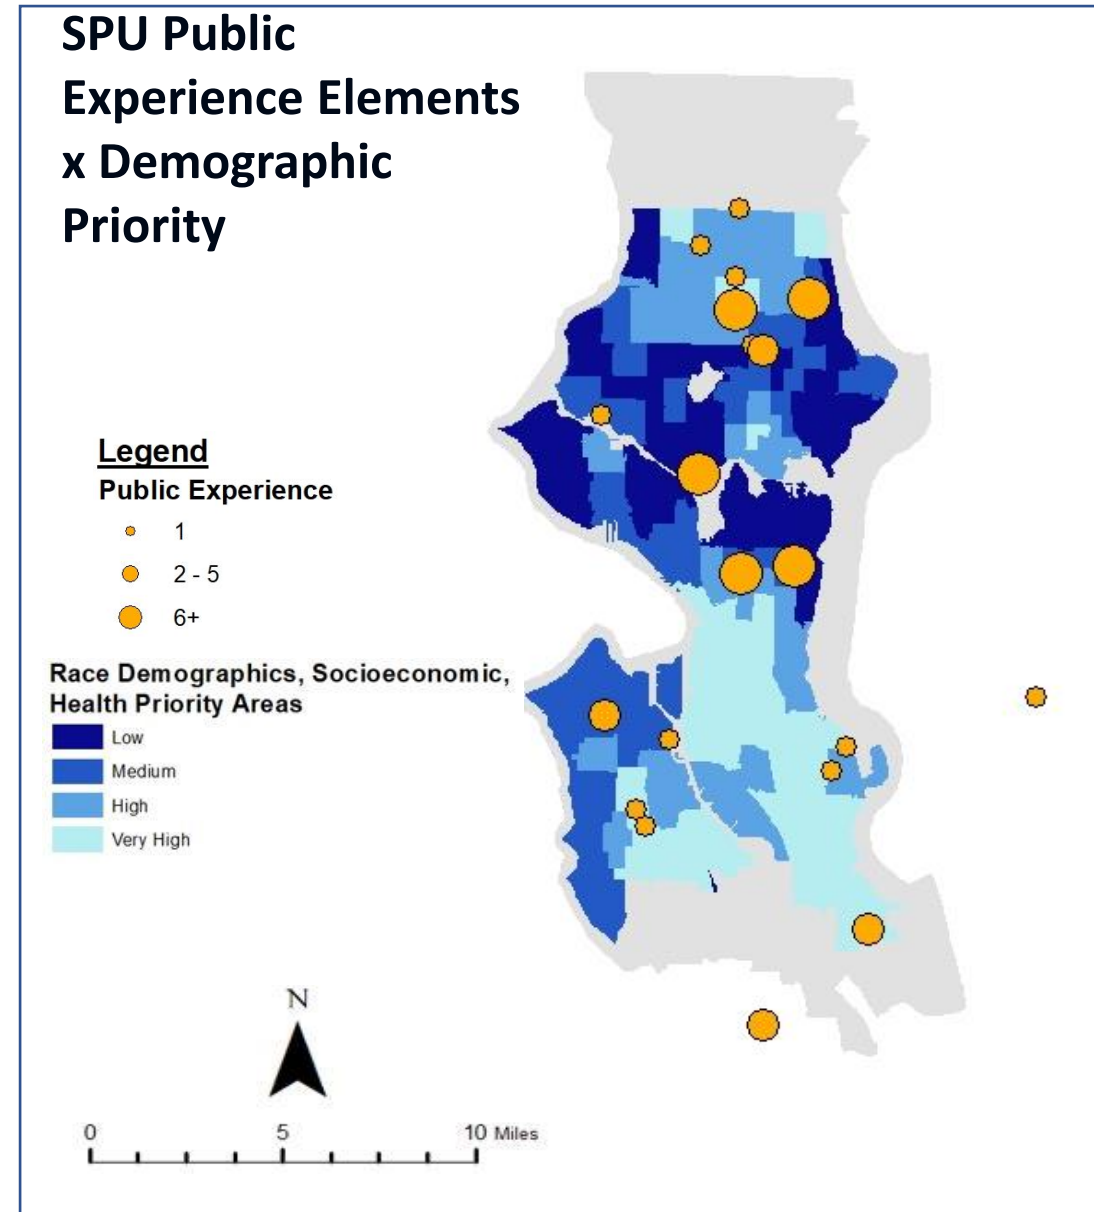 SPU Public
Experience Elements
x Demographic
Priority
Legend
Public Experience
1
2 - 5
6+
Race Demographics, Socioeconomic,
Health Priority Areas
Low
Medium
High
Very High
N
0 5 10 Miles